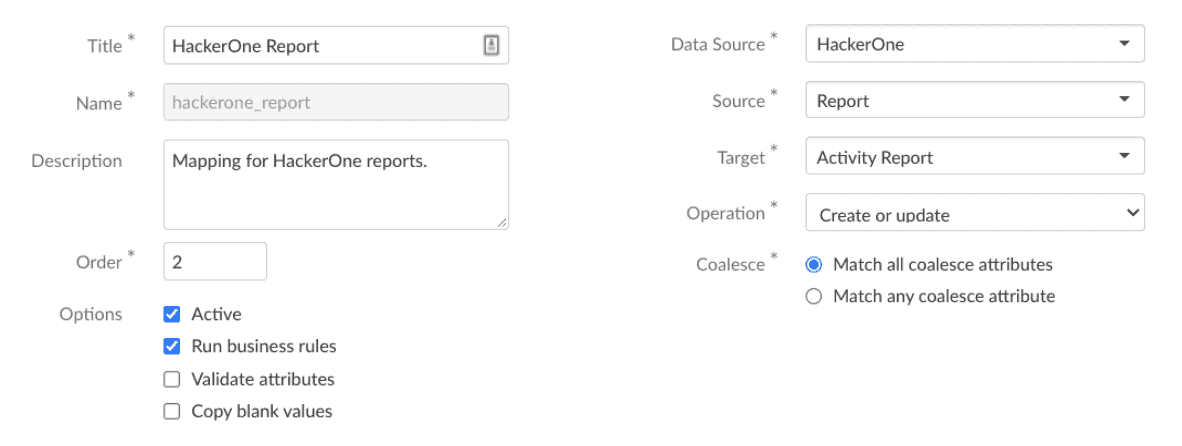 Title *
HackerOne Report
Name *
hackerone_report
Description
Mapping for HackerOne reports.
Order *
2
Options
Active
Run business rules
Validate attributes
Copy blank values
Data Source *
HackerOne
Source *
Report
Target *
Activity Report
Operation *
Create or update
Coalesce *
Match all coalesce attributes
Match any coalesce attribute